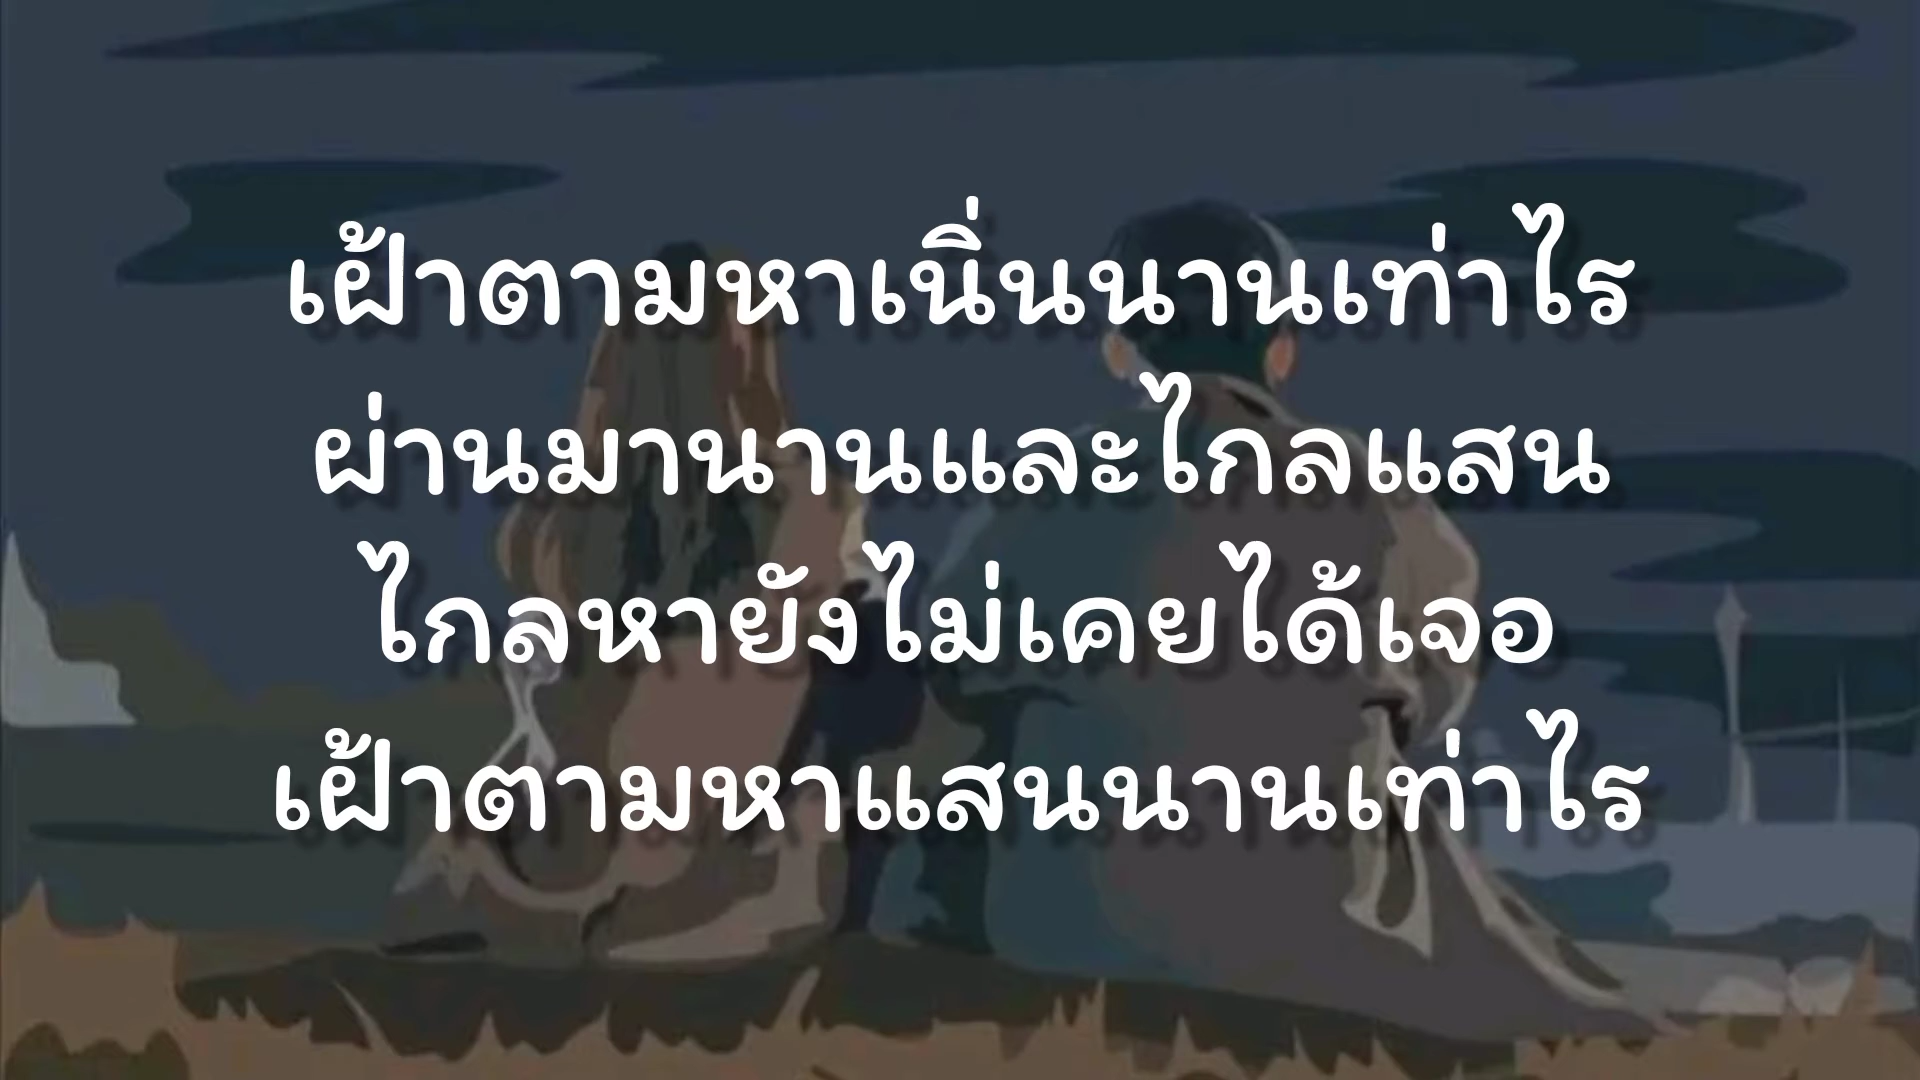 เฝ้าตามหาเนิ่นนานเท่าไร
ผ่านมานานและไกลแสน
ไกลหายังไม่เคยได้เจอ
เฝ้าตามหาแสนนานเท่าไร